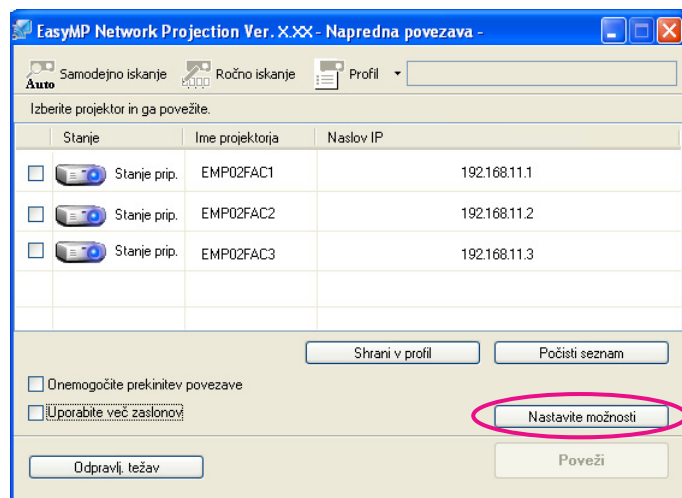 EasyMP Network Projection Ver. X.XX - Napredna povezava -
Auto Samodejno iskanje Ročno iskanje Profil
Izberite projektor in ga povežite.
Stanje Ime projektorja Naslov IP
Stanje prip. EMP02FAC1 192.168.11.1
Stanje prip. EMP02FAC2 192.168.11.2
Stanje prip. EMP02FAC3 192.168.11.3
Shrani v profil Počisti seznam
Onemogočite prekinitev povezave
Uporabite več zaslonov Nastavite možnosti
Odpravlj. težav Poveži